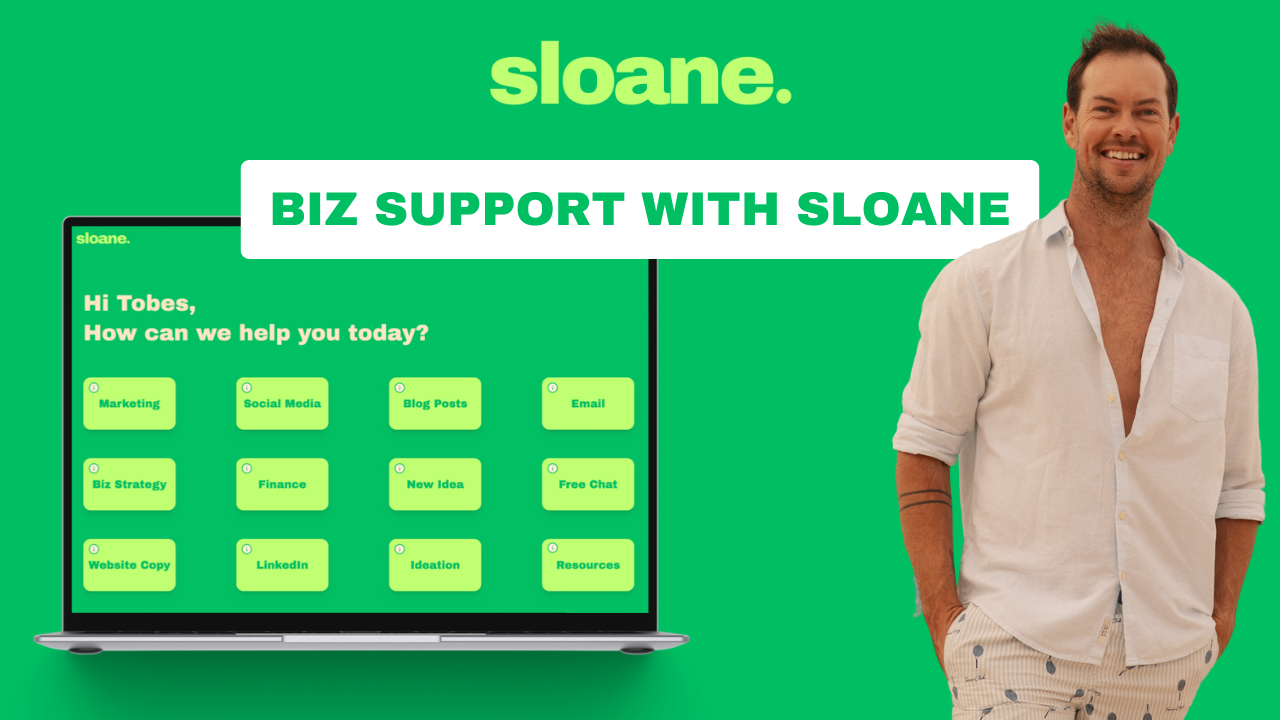 sloane.
BIZ SUPPORT WITH SLOANE
sloane.
Hi Tobes,
How can we help you today?
Marketing
Social Media
Blog Posts
Email
Biz Strategy
Finance
New Idea
Free Chat
Website Copy
LinkedIn
Ideation
Resources